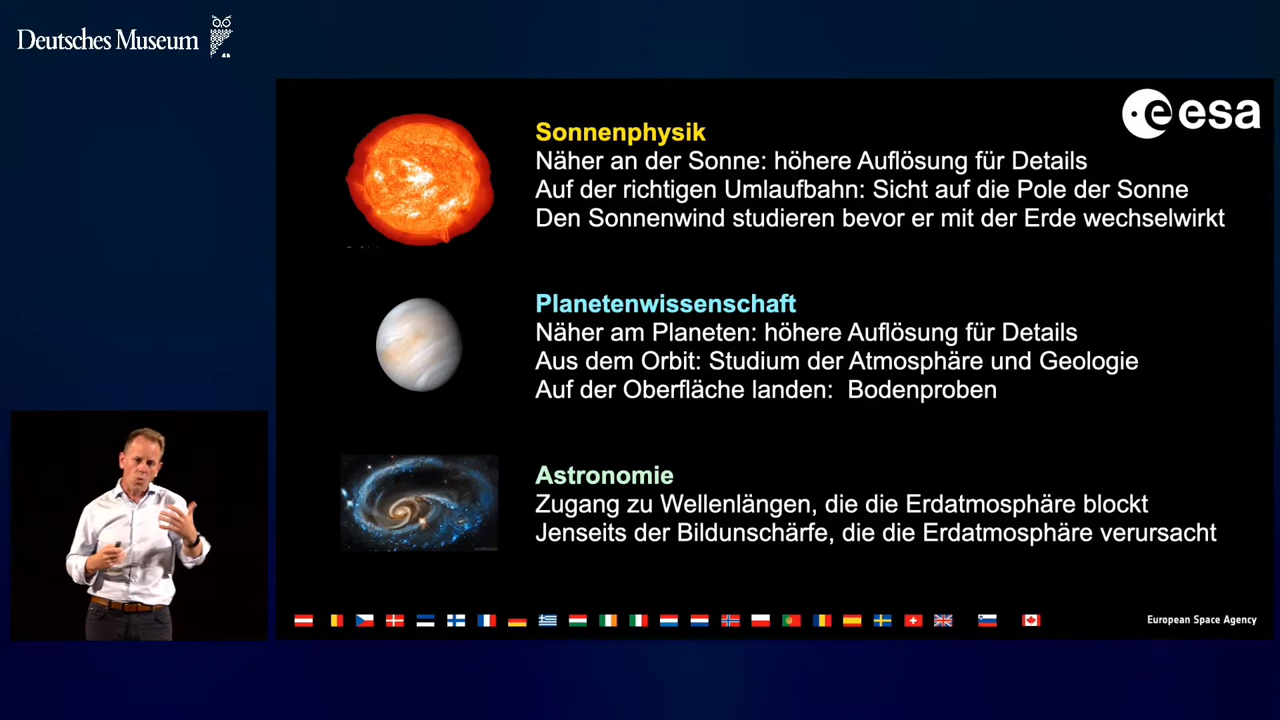 Deutsches Museum
esa
Sonnenphysik
Näher an der Sonne: höhere Auflösung für Details
Auf der richtigen Umlaufbahn: Sicht auf die Pole der Sonne
Den Sonnenwind studieren bevor er mit der Erde wechselwirkt
Planetenwissenschaft
Näher am Planeten: höhere Auflösung für Details
Aus dem Orbit: Studium der Atmosphäre und Geologie
Auf der Oberfläche landen:  Bodenproben
Astronomie
Zugang zu Wellenlängen, die die Erdatmosphäre blockt
Jenseits der Bildunschärfe, die die Erdatmosphäre verursacht
European Space Agency